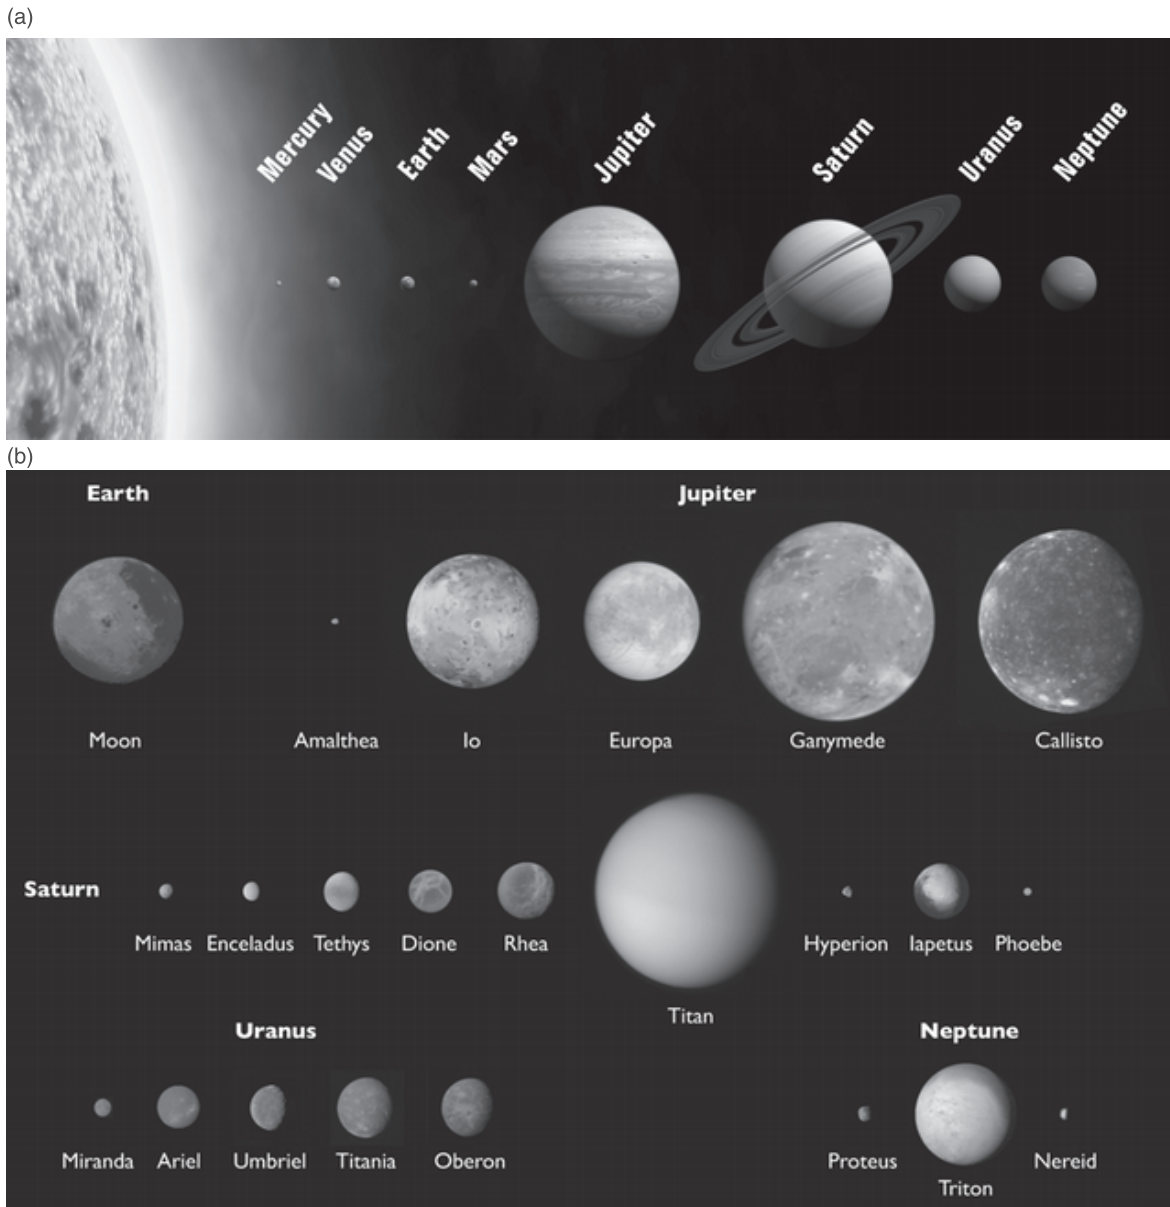 (a)
Mercury
Venus
Earth
Mars
Jupiter
Saturn
Uranus
Neptune
(b)
Earth
Jupiter
Moon
Amalthea
Io
Europa
Ganymede
Callisto
Saturn
Mimas
Enceladus
Tethys
Dione
Rhea
Hyperion
Iapetus
Phoebe
Titan
Uranus
Neptune
Miranda
Ariel
Umbriel
Titania
Oberon
Proteus
Nereid
Triton